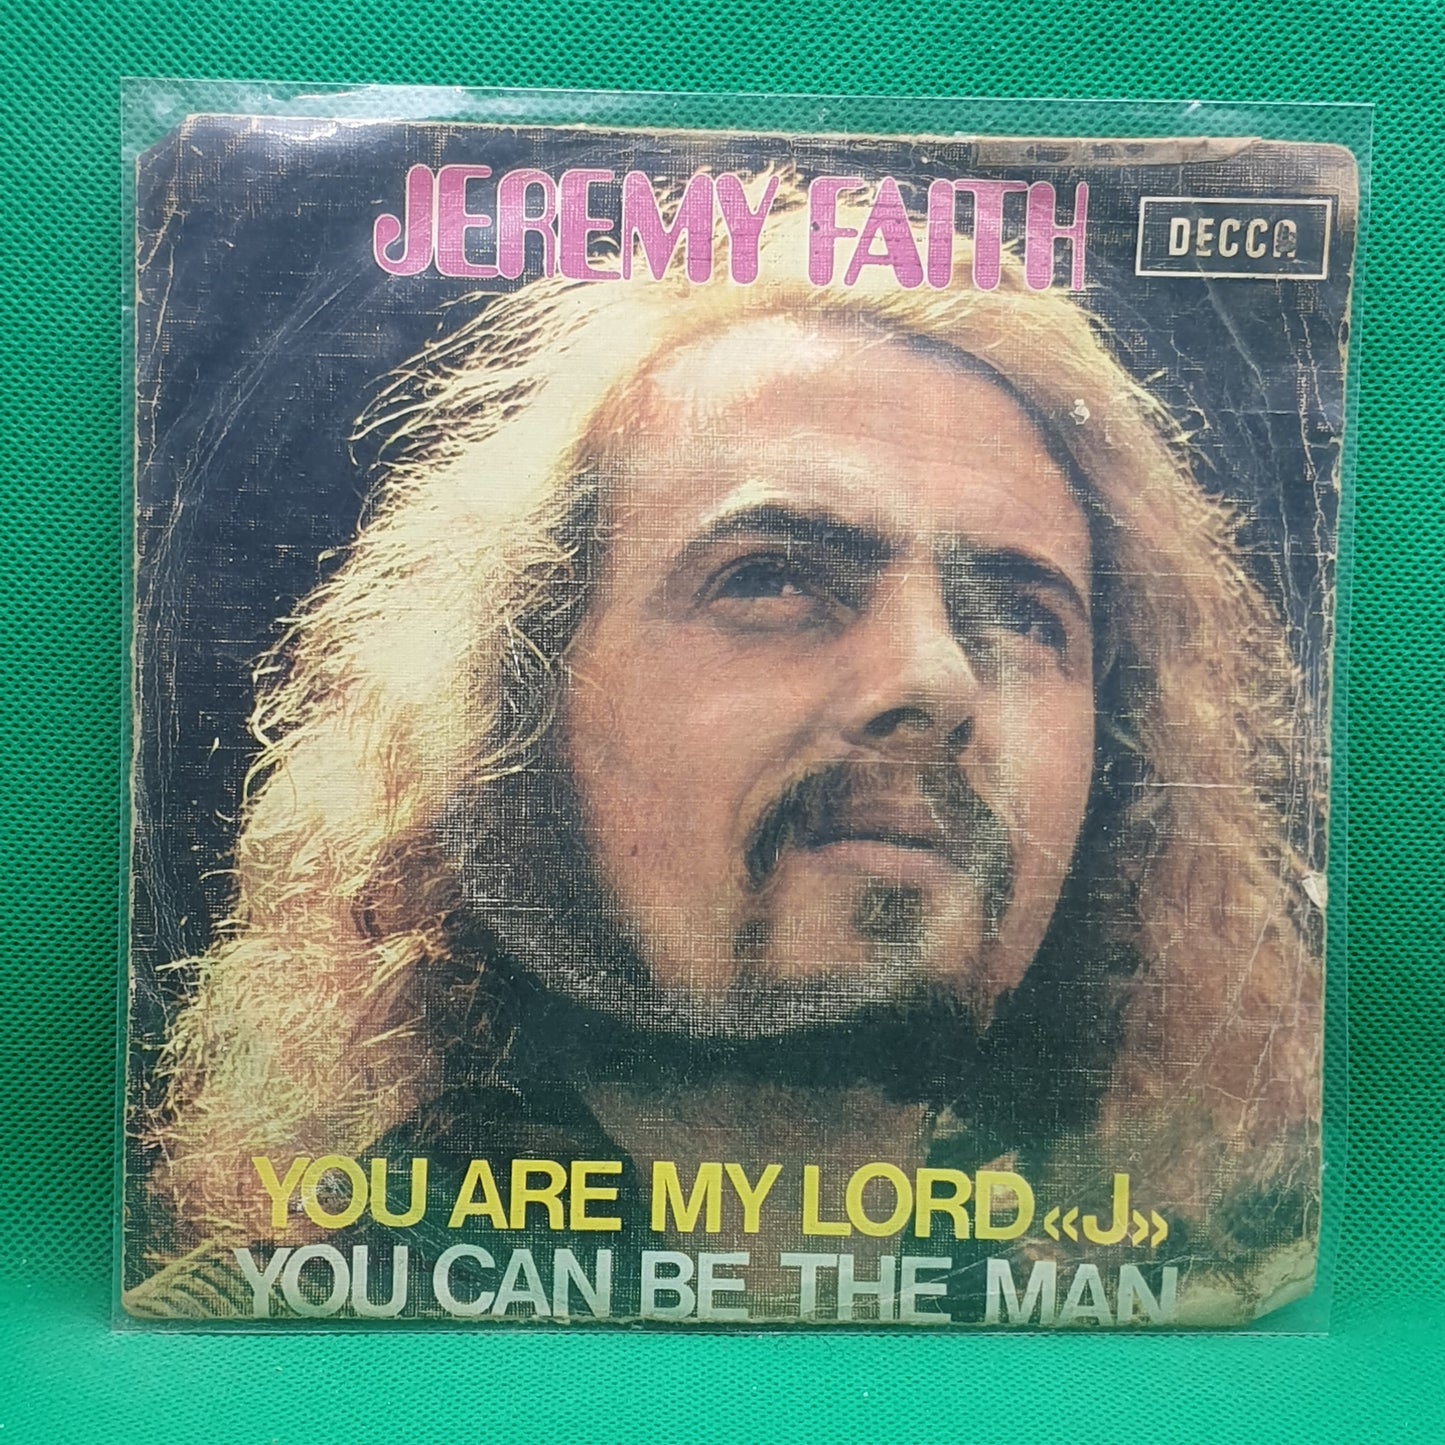 JEREMY FAITH
DECCA
YOU ARE MY LORD «J»
YOU CAN BE THE MAN